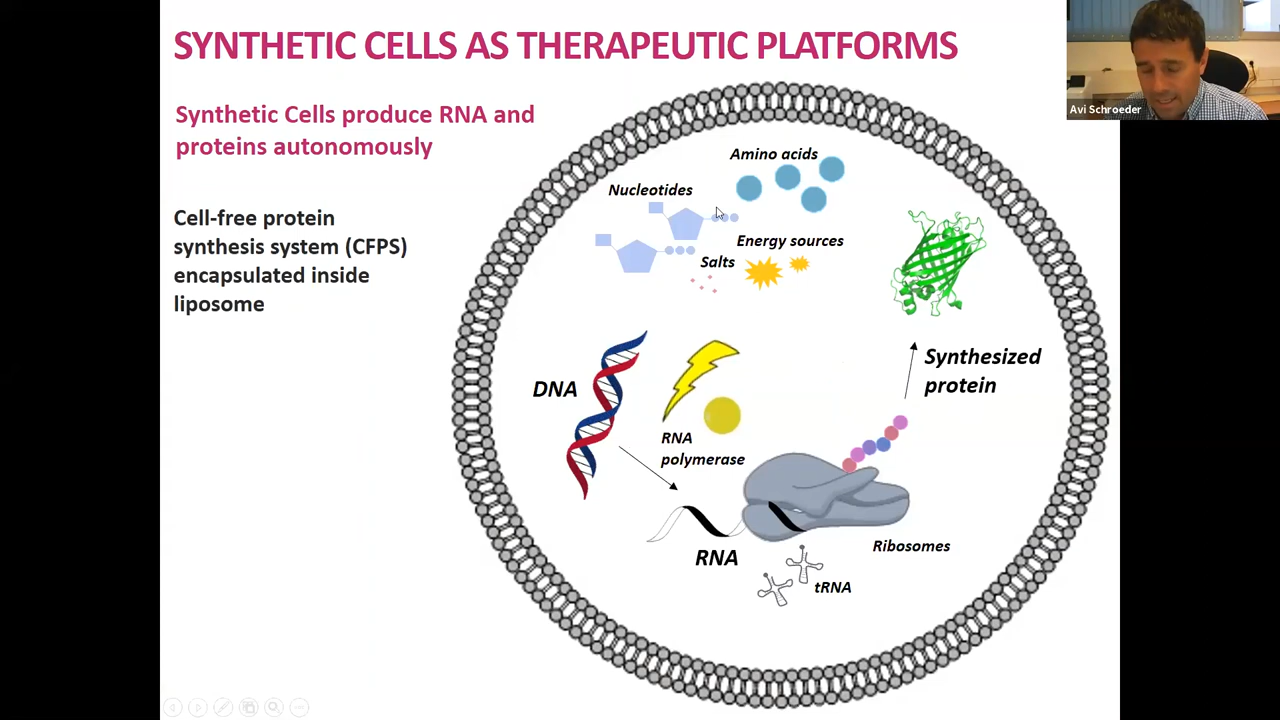 SYNTHETIC CELLS AS THERAPEUTIC PLATFORMS
Avi Schroeder
Synthetic Cells produce RNA and
proteins autonomously
Cell-free protein
synthesis system (CFPS)
encapsulated inside
liposome
Amino acids
Nucleotides
Energy sources
Salts
DNA
RNA
polymerase
Synthesized
protein
RNA
Ribosomes
tRNA